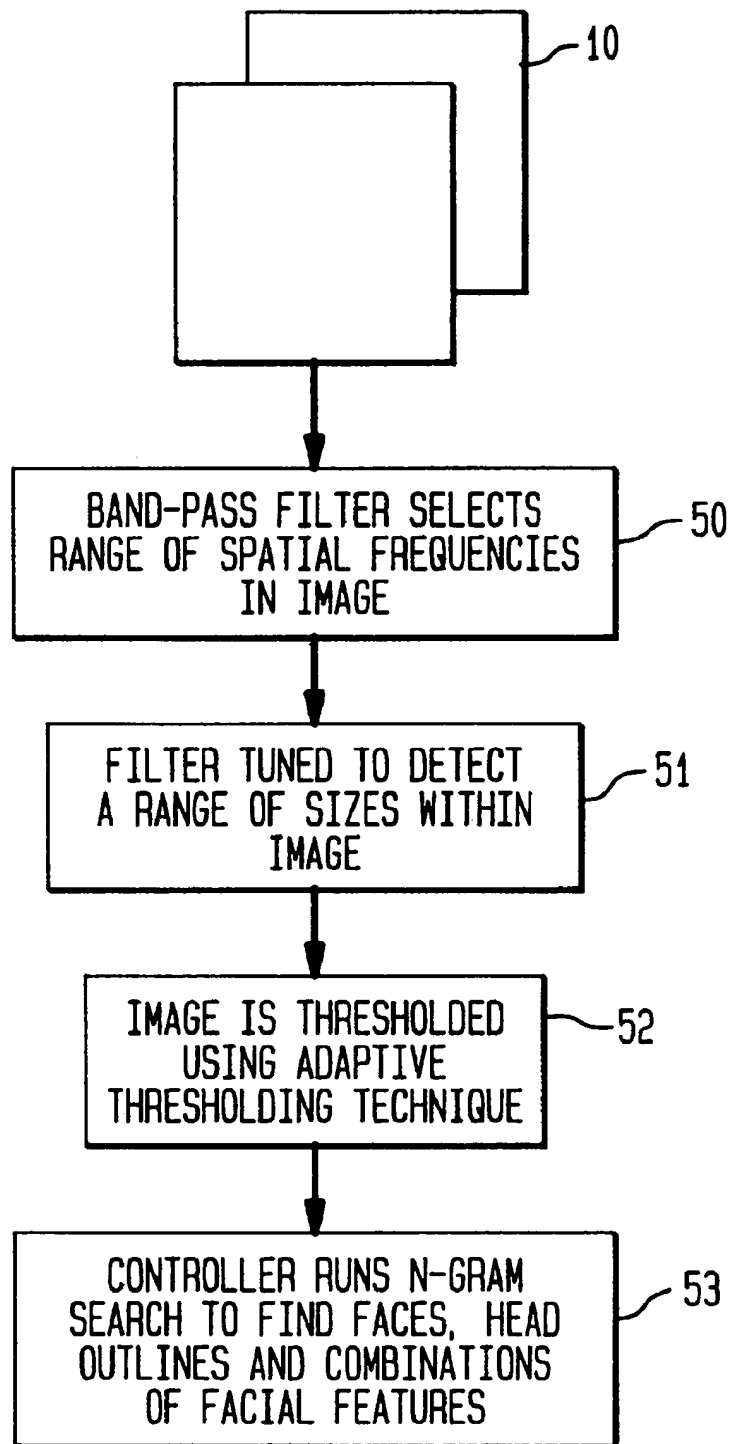 10
BAND-PASS FILTER SELECTS
RANGE OF SPATIAL FREQUENCIES
IN IMAGE
50
FILTER TUNED TO DETECT
A RANGE OF SIZES WITHIN
IMAGE
51
IMAGE IS THRESHOLDED
USING ADAPTIVE
THRESHOLDING TECHNIQUE
52
CONTROLLER RUNS N-GRAM
SEARCH TO FIND FACES, HEAD
OUTLINES AND COMBINATIONS
OF FACIAL FEATURES
53